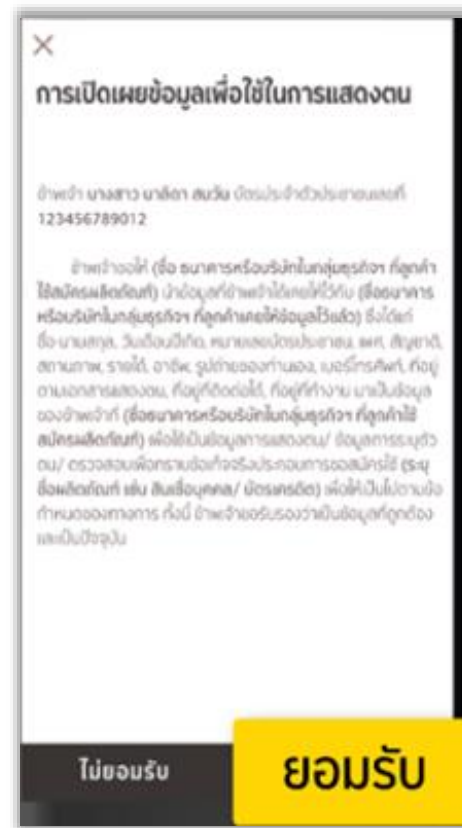 การเปิดเผยข้อมูลเพื่อใช้ในการแสดงตน
ข้าพเจ้า นางสาว นาลิดา สมวัน บัตรประจำตัวประชาชนเลขที่
123456789012
ข้าพเจ้าขอให้ (ชื่อ ธนาคารหรือบริษัทในกลุ่มธุรกิจฯ ที่ลูกค้า
ใช้สมัครผลิตภัณฑ์) นำข้อมูลที่ข้าพเจ้าได้เคยให้ไว้กับ (ชื่อธนาคาร
หรือบริษัทในกลุ่มธุรกิจฯ ที่ลูกค้าเคยให้ข้อมูลไว้แล้ว) ซึ่งได้แก่
ชื่อ-นามสกุล, วันเดือนปีเกิด, หมายเลขบัตรประชาชน, เพศ, สัญชาติ,
สถานภาพ, รายได้, อาชีพ, รูปถ่ายของท่านเอง, เบอร์โทรศัพท์, ที่อยู่
ตามเอกสารแสดงตน, ที่อยู่ที่ติดต่อได้, ที่อยู่ที่ทำงาน มาเป็นข้อมูล
ของข้าพเจ้าที่ (ชื่อธนาคารหรือบริษัทในกลุ่มธุรกิจฯ ที่ลูกค้าใช้
สมัครผลิตภัณฑ์) เพื่อใช้เป็นข้อมูลการแสดงตน/ ข้อมูลการระบุตัว
ตน/ ตรวจสอบเพื่อทราบข้อเท็จจริงประกอบการขอสมัครใช้ (ระบุ
ชื่อผลิตภัณฑ์ เช่น สินเชื่อบุคคล/ บัตรเครดิต) เพื่อให้เป็นไปตามข้อ
กำหนดของทางการ ทั้งนี้ ข้าพเจ้าขอรับรองว่าเป็นข้อมูลที่ถูกต้อง
และเป็นปัจจุบัน
ไม่ยอมรับ
ยอมรับ